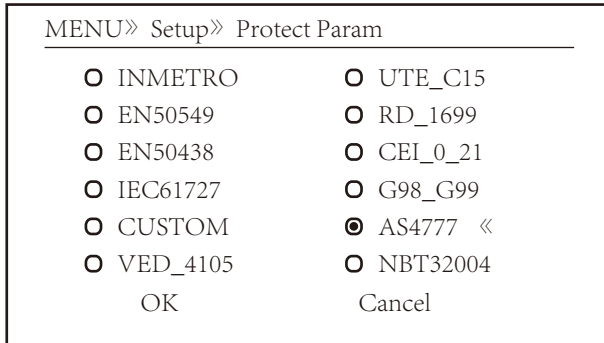 MENU》 Setup》 Protect Param
INMETRO UTE_C15
EN50549 RD_1699
EN50438 CEI_0_21
IEC61727 G98_G99
CUSTOM AS4777 《
VED_4105 NBT32004
OK Cancel